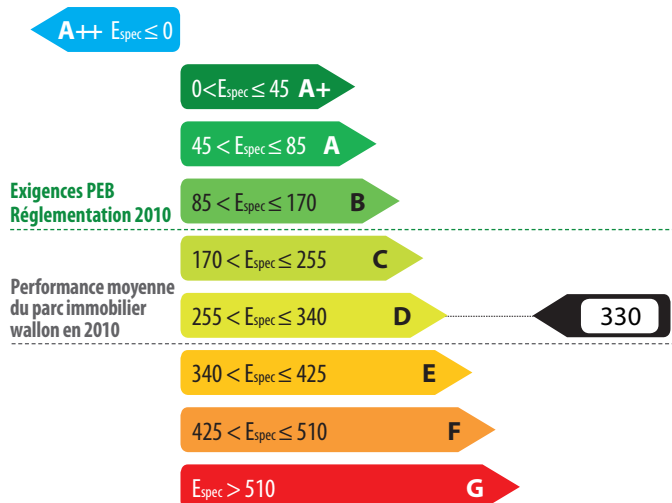 A++ Espec ≤ 0
0<Espec ≤ 45 A+
45 < Espec ≤ 85 A
Exigences PEB
Réglementation 2010
85 < Espec ≤ 170 B
170 < Espec ≤ 255 C
Performance moyenne
du parc immobilier
wallon en 2010
255 < Espec ≤ 340 D
330
340 < Espec ≤ 425 E
425 < Espec ≤ 510 F
Espec > 510 G